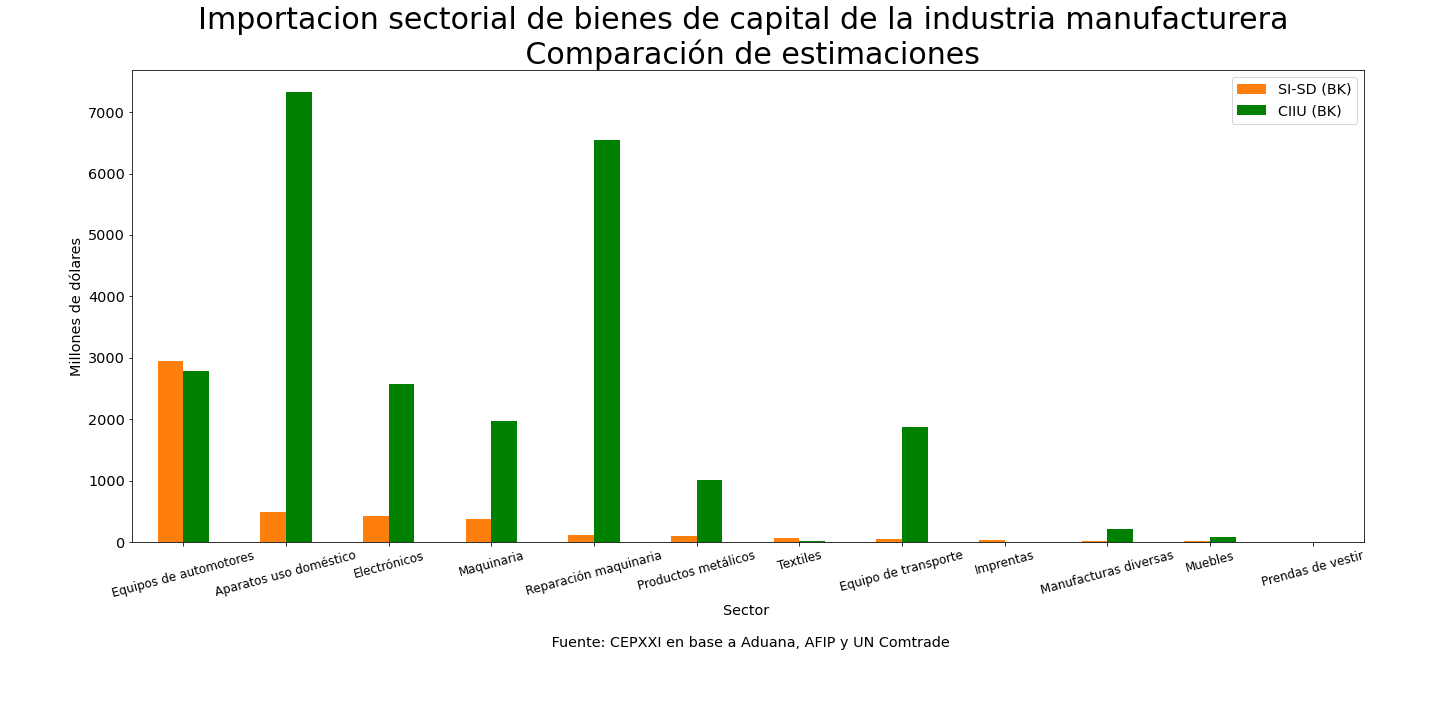 Importacion sectorial de bienes de capital de la industria manufacturera
Comparación de estimaciones
SI-SD (BK)
CIIU (BK)
Millones de dólares
7000
6000
5000
4000
3000
2000
1000
0
Equipos de automotores
Aparatos uso doméstico
Electrónicos
Maquinaria
Reparación maquinaria
Productos metálicos
Textiles
Equipo de transporte
Imprentas
Manufacturas diversas
Muebles
Prendas de vestir
Sector
Fuente: CEPXXI en base a Aduana, AFIP y UN Comtrade